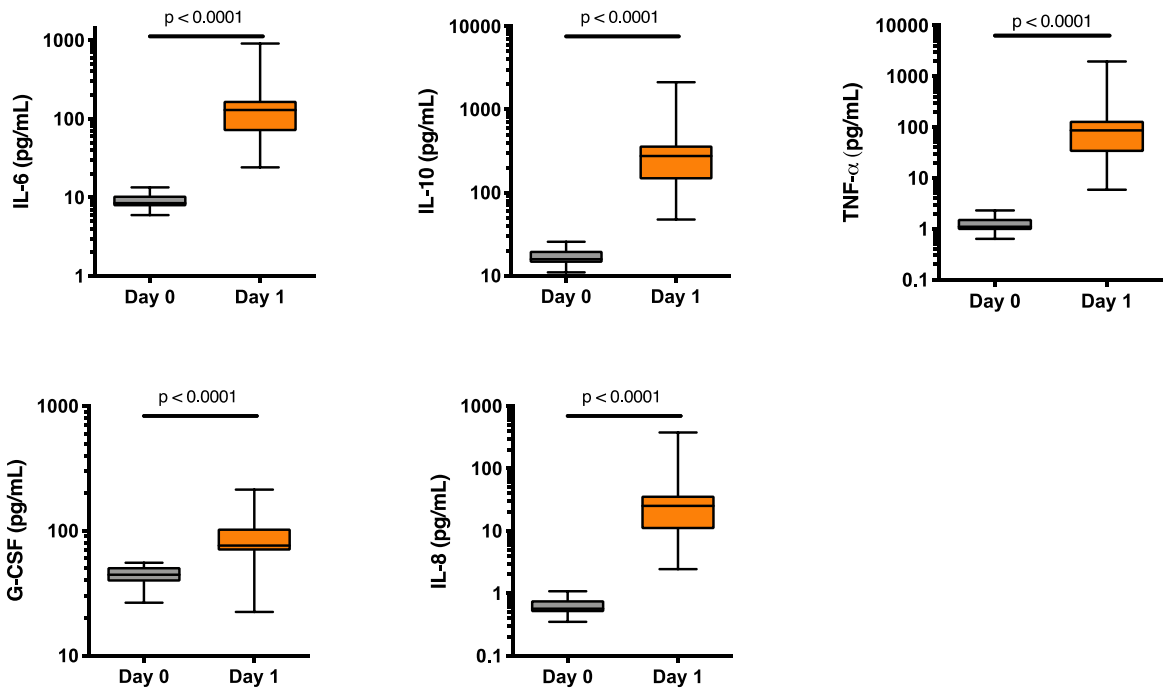 p < 0.0001
IL-6 (pg/mL)
1000
100
10
1
Day 0 Day 1
p < 0.0001
IL-10 (pg/mL)
10000
1000
100
10
Day 0 Day 1
p < 0.0001
TNF-α (pg/mL)
10000
1000
100
10
1
0.1
Day 0 Day 1
p < 0.0001
G-CSF (pg/mL)
1000
100
10
Day 0 Day 1
p < 0.0001
IL-8 (pg/mL)
1000
100
10
1
0.1
Day 0 Day 1